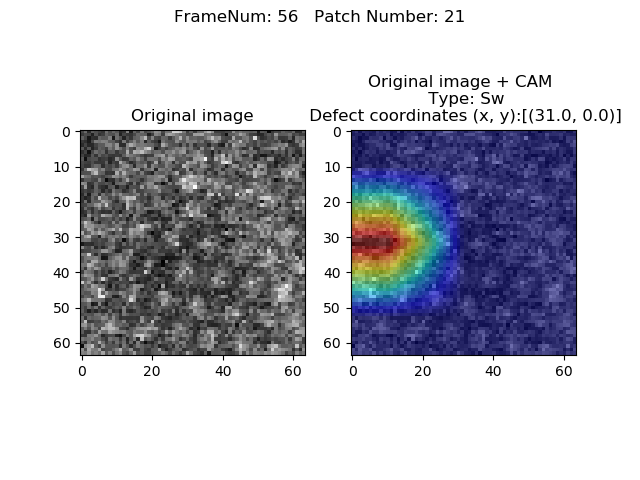 FrameNum: 56   Patch Number: 21
Original image
0
10
20
30
40
50
60
0 20 40 60
Original image + CAM
Type: Sw
Defect coordinates (x, y):[(31.0, 0.0)]
0
10
20
30
40
50
60
0 20 40 60